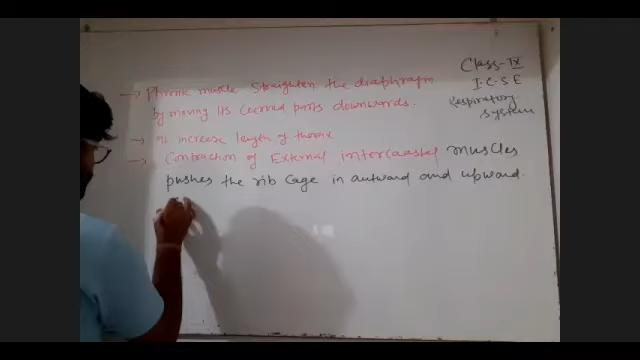 Class-IX
I.C.S.E
Respiratory
System
→ Phrenic muscle Straighten the diaphragm
by moving its curved parts downwards.
→ It increase length of thorax
→ Contraction of External intercoastal muscles
pushes the rib cage in outward and upward.